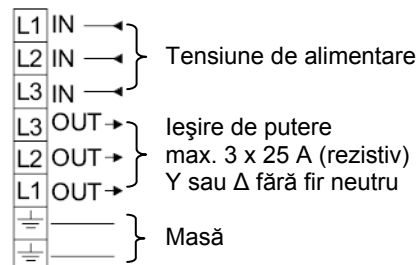 L1 IN
L2 IN
L3 IN
Tensiune de alimentare
L3 OUT
L2 OUT
L1 OUT
Ieşire de putere
max. 3 x 25 A (rezistiv)
Y sau Δ fără fir neutru
Masă